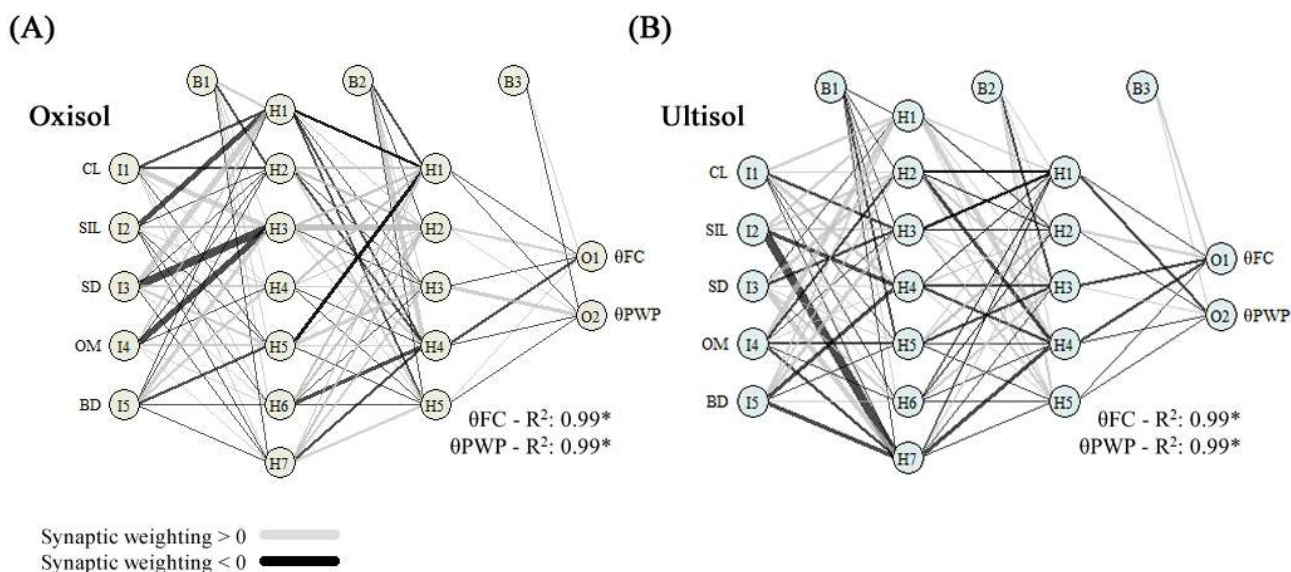 (A)
Oxisol
B1
B2
B3
H1
H2
H3
H4
H5
H6
H7
H1
H2
H3
H4
H5
CL I1
SIL I2
SD I3
OM I4
BD I5
O1 θFC
O2 θPWP
θFC - R²: 0.99*
θPWP - R²: 0.99*
(B)
Ultisol
B1
B2
B3
H1
H2
H3
H4
H5
H6
H7
H1
H2
H3
H4
H5
CL I1
SIL I2
SD I3
OM I4
BD I5
O1 θFC
O2 θPWP
θFC - R²: 0.99*
θPWP - R²: 0.99*
Synaptic weighting > 0
Synaptic weighting < 0